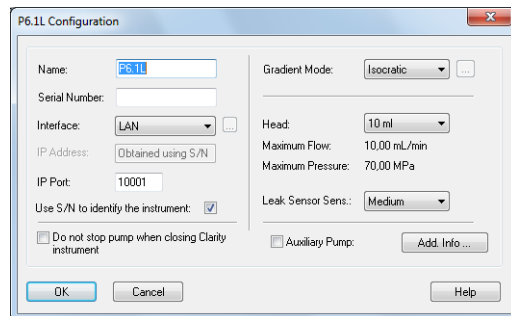 P6.1L Configuration
Name:
P6.1L
Serial Number:
Interface:
LAN
...
IP Address:
Obtained using S/N
IP Port:
10001
Use S/N to identify the instrument:
Do not stop pump when closing Clarity
instrument
Gradient Mode:
Isocratic
...
Head:
10 ml
Maximum Flow:
10,00 mL/min
Maximum Pressure:
70,00 MPa
Leak Sensor Sens.:
Medium
Auxiliary Pump:
Add. Info ...
OK
Cancel
Help